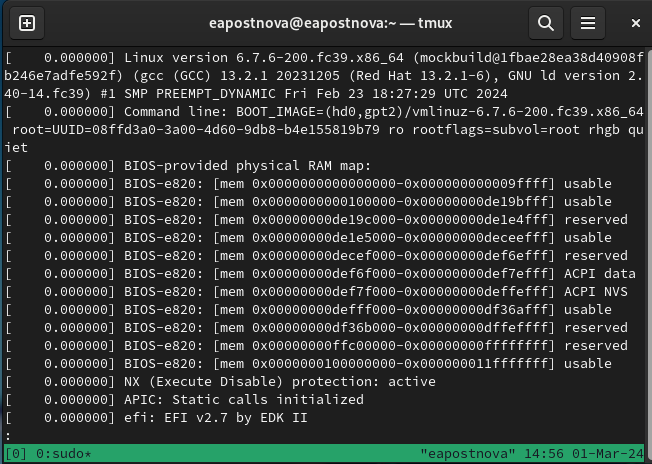 eapostnova@eapostnova:~ — tmux
[    0.000000] Linux version 6.7.6-200.fc39.x86_64 (mockbuild@1fbae28ea38d40908f
b246e7adfe592f) (gcc (GCC) 13.2.1 20231205 (Red Hat 13.2.1-6), GNU ld version 2.
40-14.fc39) #1 SMP PREEMPT_DYNAMIC Fri Feb 23 18:27:29 UTC 2024
[    0.000000] Command line: BOOT_IMAGE=(hd0,gpt2)/vmlinuz-6.7.6-200.fc39.x86_64
 root=UUID=08ffd3a0-3a00-4d60-9db8-b4e155819b79 ro rootflags=subvol=root rhgb qu
iet
[    0.000000] BIOS-provided physical RAM map:
[    0.000000] BIOS-e820: [mem 0x0000000000000000-0x000000000009ffff] usable
[    0.000000] BIOS-e820: [mem 0x0000000000100000-0x00000000de19bfff] usable
[    0.000000] BIOS-e820: [mem 0x00000000de19c000-0x00000000de1e4fff] reserved
[    0.000000] BIOS-e820: [mem 0x00000000de1e5000-0x00000000deceefff] usable
[    0.000000] BIOS-e820: [mem 0x00000000decef000-0x00000000def6efff] reserved
[    0.000000] BIOS-e820: [mem 0x00000000def6f000-0x00000000def7efff] ACPI data
[    0.000000] BIOS-e820: [mem 0x00000000def7f000-0x00000000deffefff] ACPI NVS
[    0.000000] BIOS-e820: [mem 0x00000000defff000-0x00000000df36afff] usable
[    0.000000] BIOS-e820: [mem 0x00000000df36b000-0x00000000dffeffff] reserved
[    0.000000] BIOS-e820: [mem 0x00000000ffc00000-0x00000000ffffffff] reserved
[    0.000000] BIOS-e820: [mem 0x0000000100000000-0x000000011fffffff] usable
[    0.000000] NX (Execute Disable) protection: active
[    0.000000] APIC: Static calls initialized
[    0.000000] efi: EFI v2.7 by EDK II
:
[0] 0:sudo* "eapostnova" 14:56 01-Mar-24